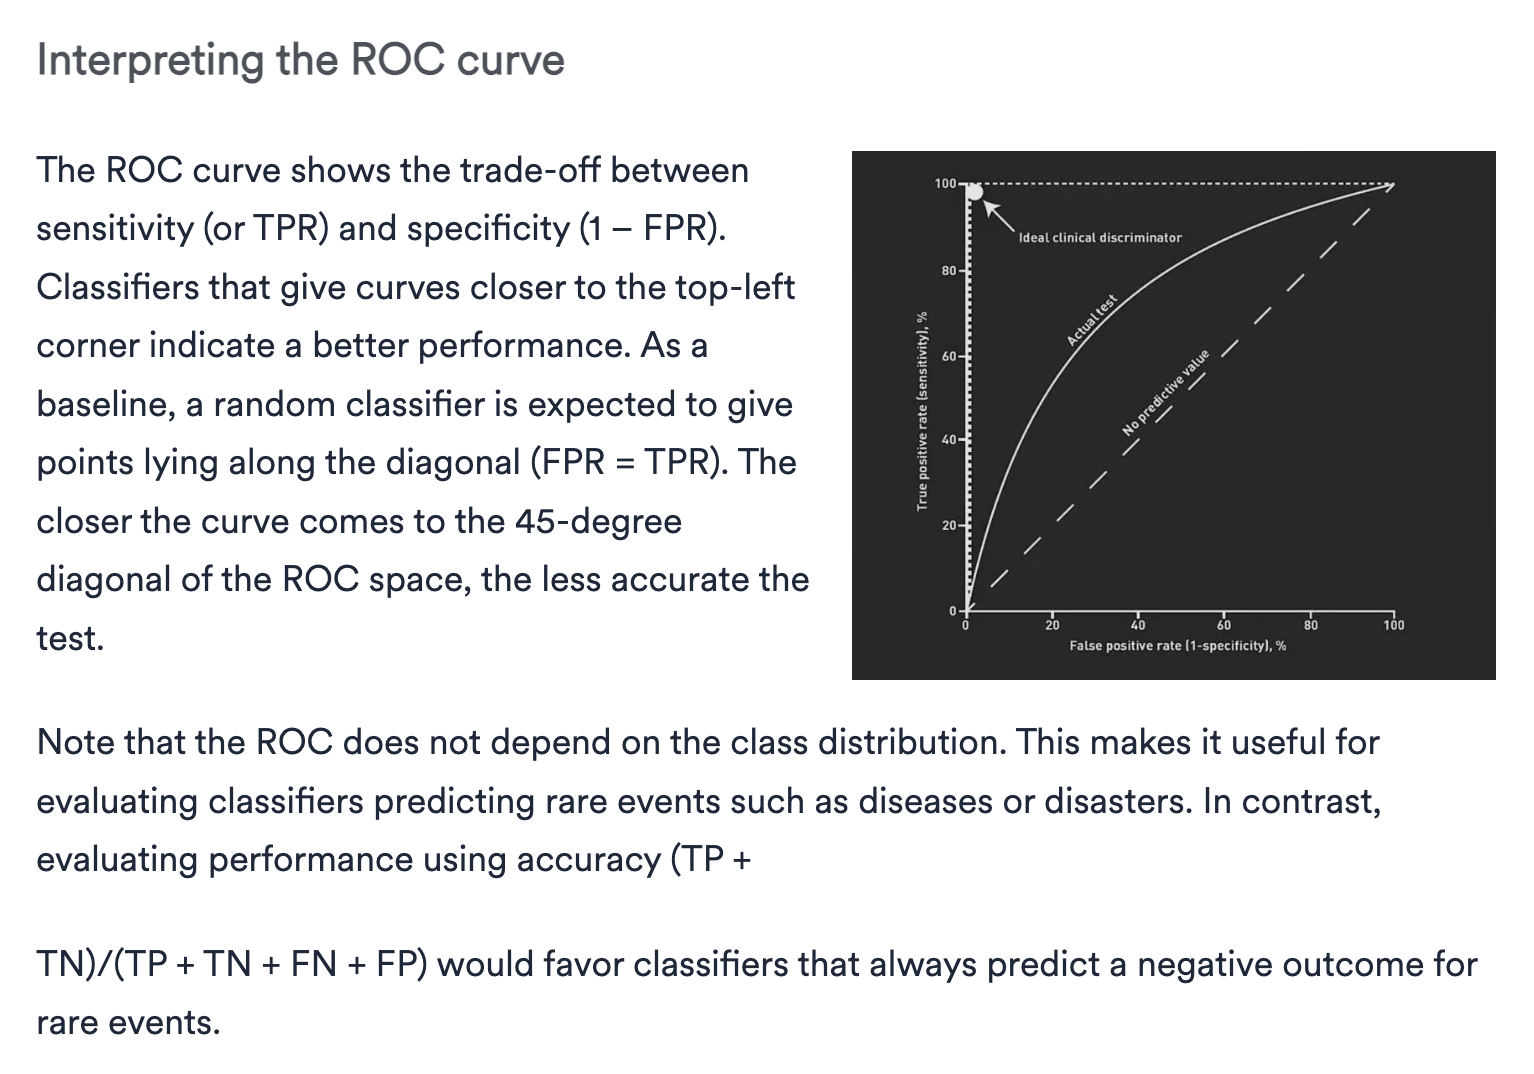 Interpreting the ROC curve
The ROC curve shows the trade-off between
sensitivity (or TPR) and specificity (1 – FPR).
Classifiers that give curves closer to the top-left
corner indicate a better performance. As a
baseline, a random classifier is expected to give
points lying along the diagonal (FPR = TPR). The
closer the curve comes to the 45-degree
diagonal of the ROC space, the less accurate the
test.
100
Ideal clinical discriminator
80
Actual test
60
No predictive value
True positive rate (sensitivity), %
40
20
0
0 20 40 60 80 100
False positive rate (1-specificity), %
Note that the ROC does not depend on the class distribution. This makes it useful for
evaluating classifiers predicting rare events such as diseases or disasters. In contrast,
evaluating performance using accuracy (TP +
TN)/(TP + TN + FN + FP) would favor classifiers that always predict a negative outcome for
rare events.